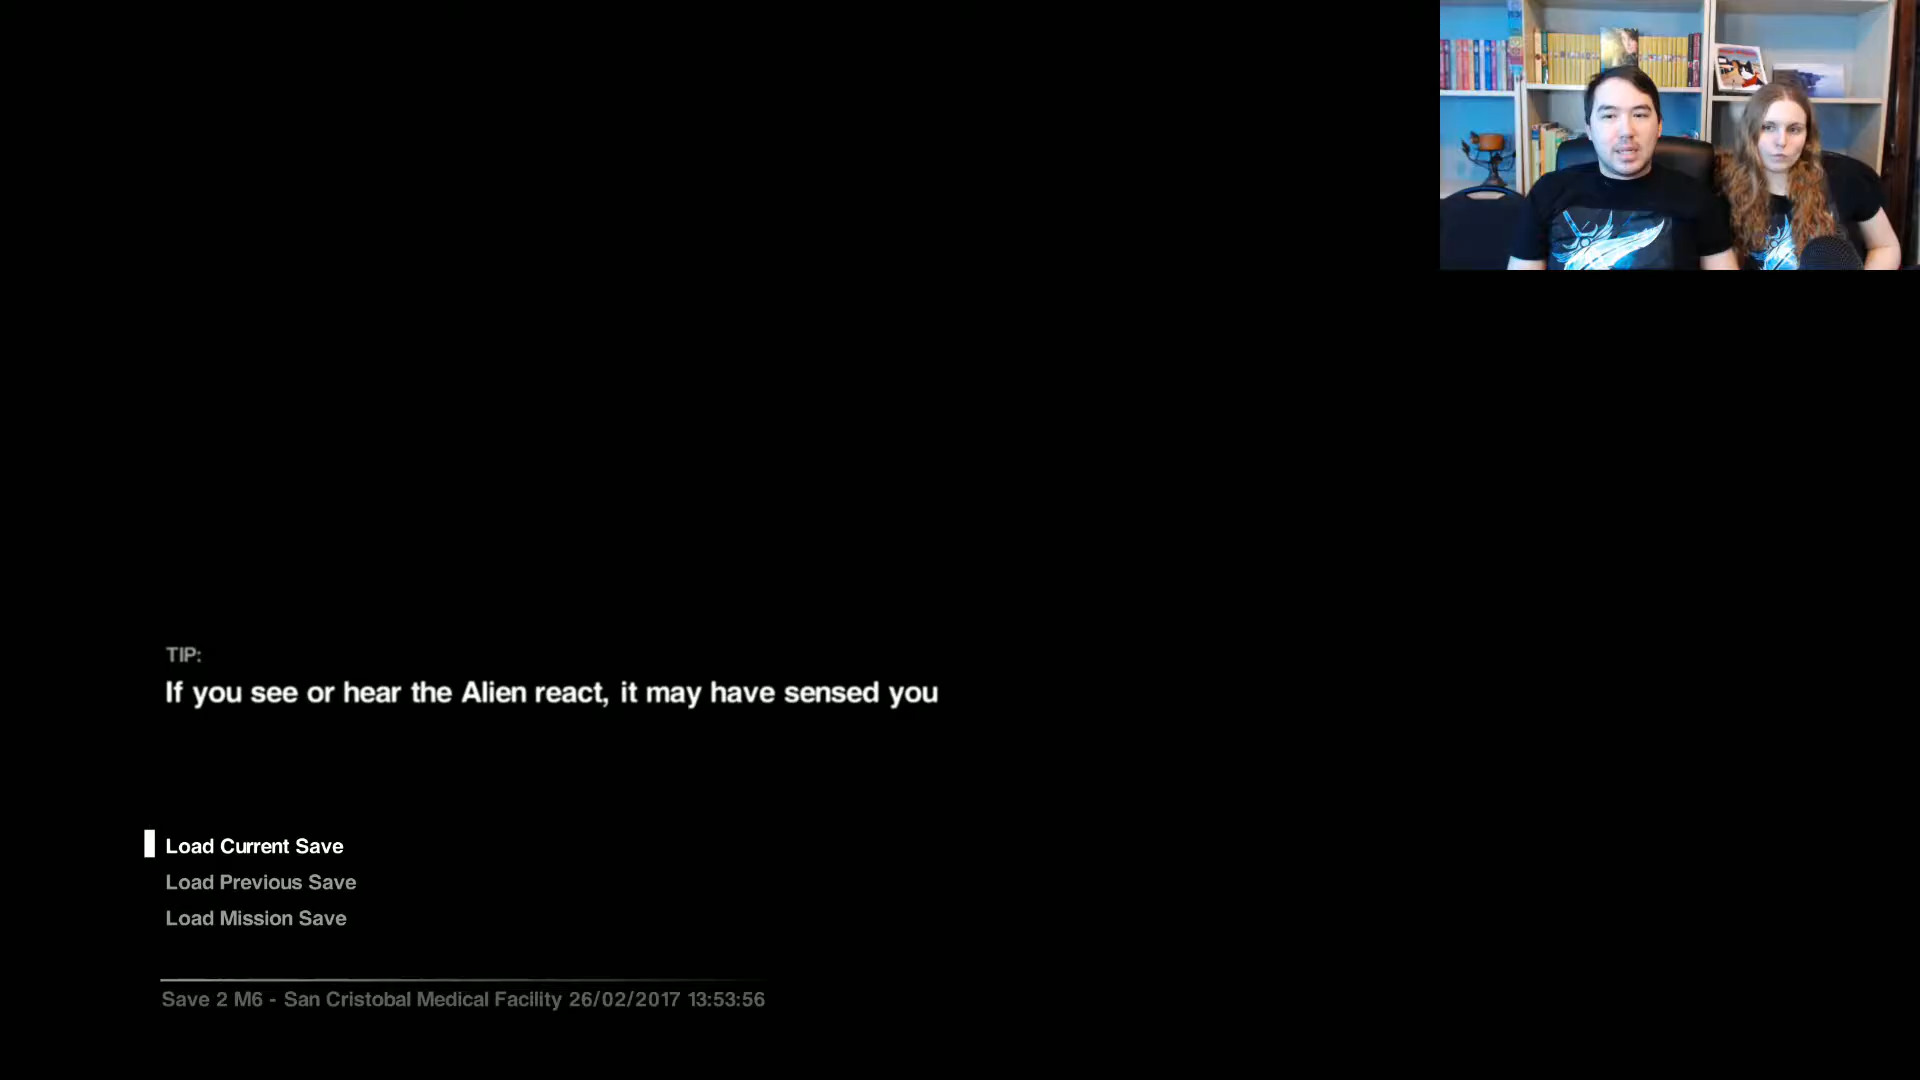 TIP:
If you see or hear the Alien react, it may have sensed you
Load Current Save
Load Previous Save
Load Mission Save
Save 2 M6 - San Cristobal Medical Facility 26/02/2017 13:53:56